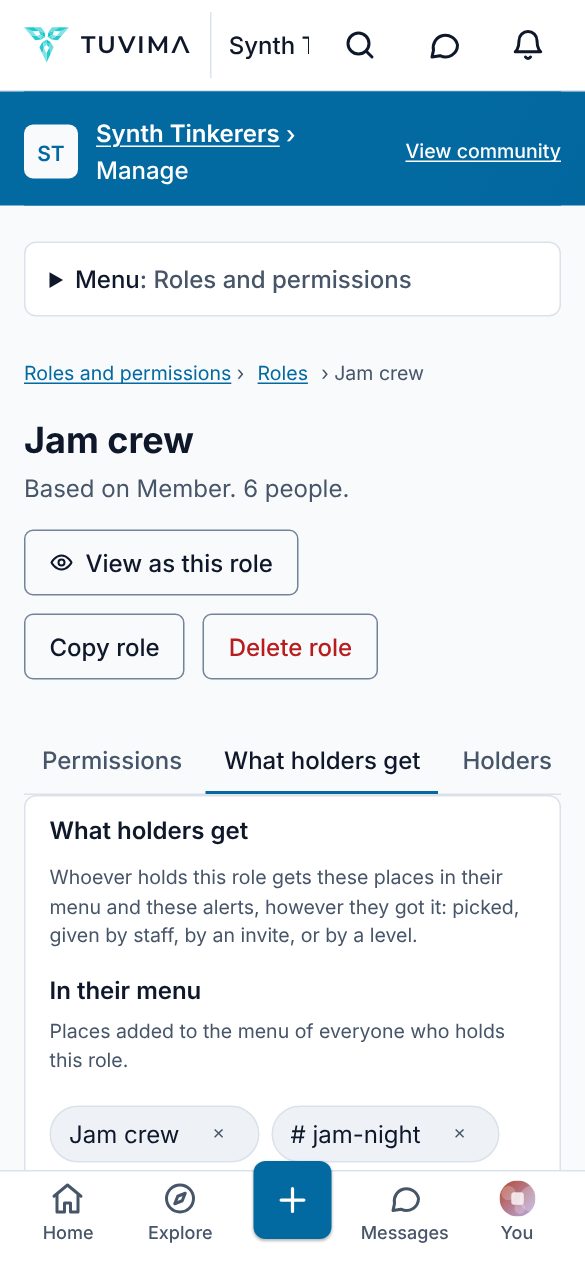 TUVIMA
Synth T
ST
Synth Tinkerers ›
Manage
View community
Menu: Roles and permissions
Roles and permissions › Roles › Jam crew
Jam crew
Based on Member. 6 people.
View as this role
Copy role
Delete role
Permissions
What holders get
Holders
What holders get
Whoever holds this role gets these places in their
menu and these alerts, however they got it: picked,
given by staff, by an invite, or by a level.
In their menu
Places added to the menu of everyone who holds
this role.
Jam crew ×
# jam-night ×
Home
Explore
Messages
You